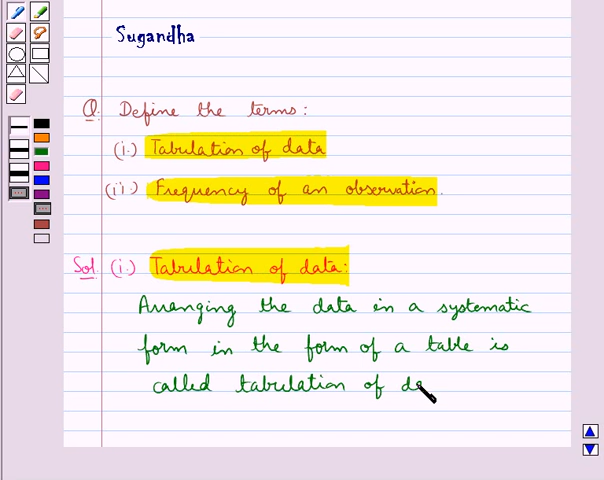 Sugandha
Q. Define the terms:
(i.) Tabulation of data
(ii.) Frequency of an observation.
Sol. (i.) Tabulation of data:
Arranging the data in a systematic
form in the form of a table is
called tabulation of da